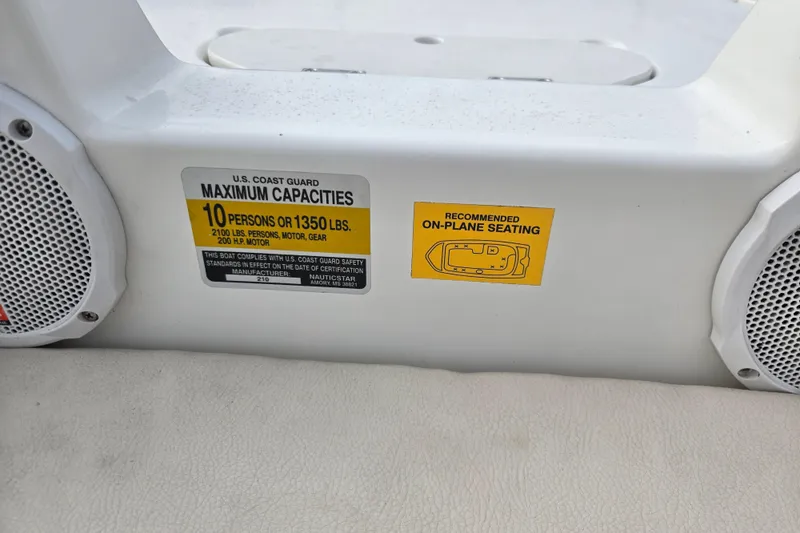 U.S. COAST GUARD
MAXIMUM CAPACITIES
10 PERSONS OR 1350 LBS.
2100 LBS. PERSONS, MOTOR, GEAR
200 H.P. MOTOR
THIS BOAT COMPLIES WITH U.S. COAST GUARD SAFETY
STANDARDS IN EFFECT ON THE DATE OF CERTIFICATION
MANUFACTURER: NAUTICSTAR
210 AMORY, MS 38821
RECOMMENDED
ON-PLANE SEATING